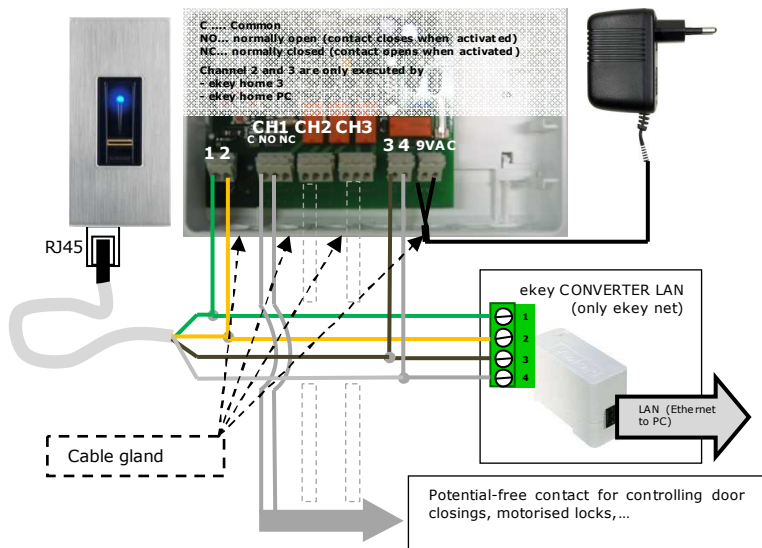 C .... Common
NO... normally open (contact closes when activated)
NC... normally closed (contact opens when activated)
Channel 2 and 3 are only executed by
- ekey home 3
- ekey home PC
CH1 CH2 CH3
C NO NC
1 2
3 4 9VAC
RJ45
ekey CONVERTER LAN
(only ekey net)
1
2
3
4
LAN (Ethernet
to PC)
Cable gland
Potential-free contact for controlling door
closings, motorised locks,...